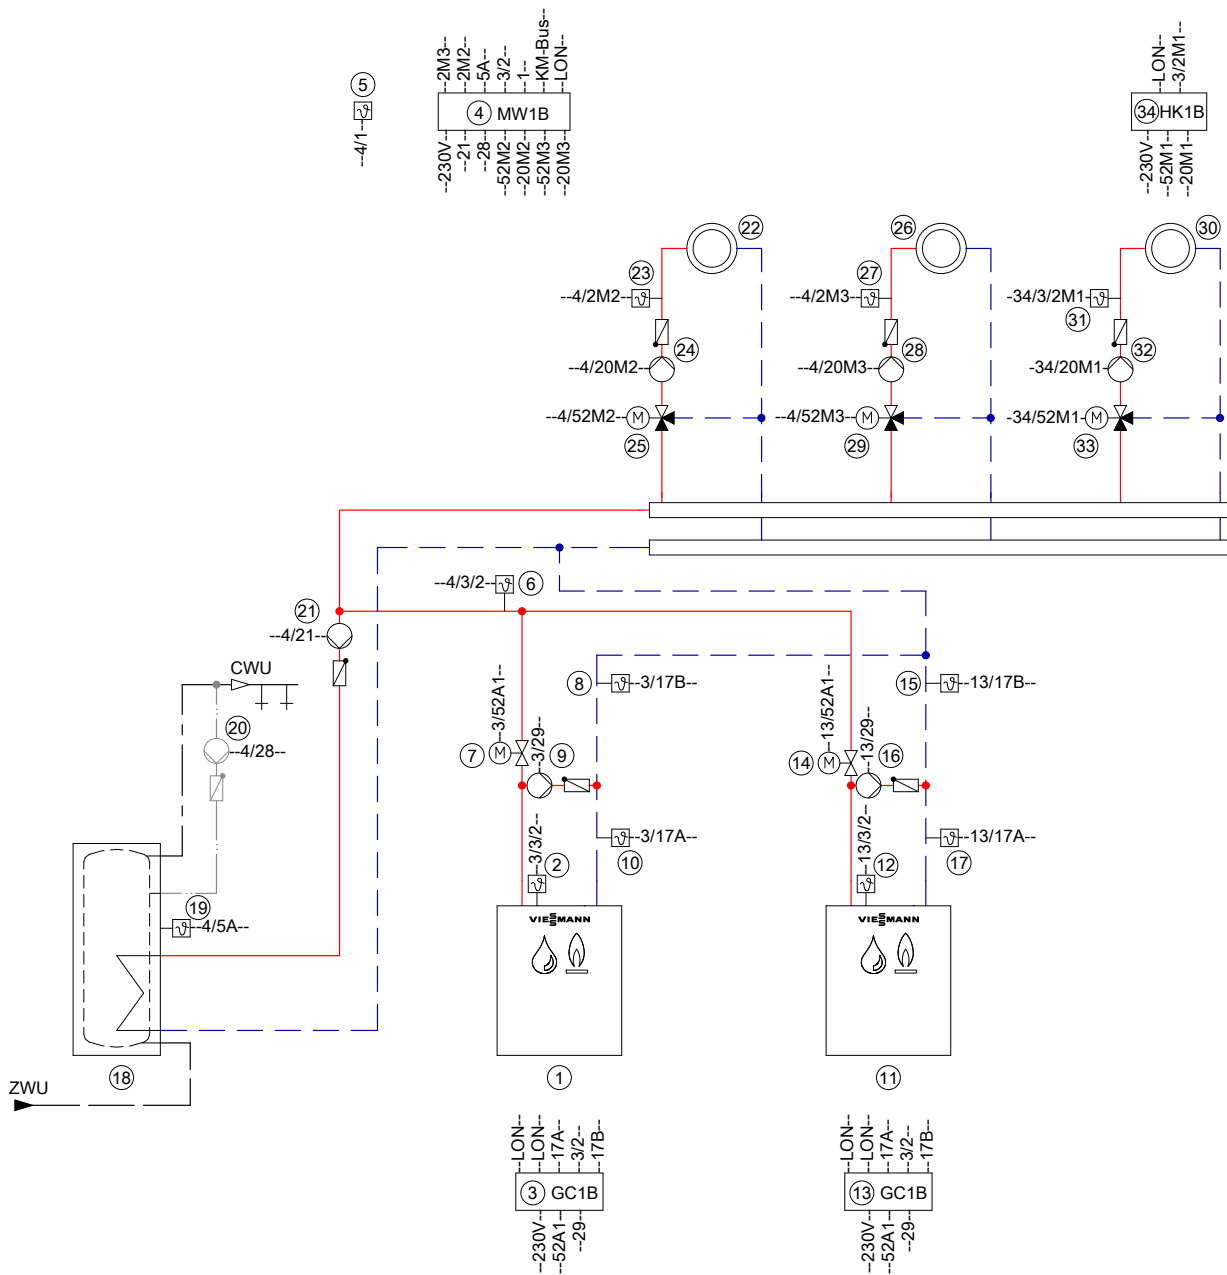 --2M3--
--2M2--
--5A--
--3/2--
--1--
--KM-Bus--
--LON--
4 MW1B
--230V--
--21--
--28--
--52M2--
--20M2--
--52M3--
--20M3--
5
--4/1--
LON--
3/2M1--
34 HK1B
--230V--
--52M1--
--20M1--
22
26
30
23
--4/2M2--
27
--4/2M3--
-34/3/2M1-
31
24
--4/20M2--
28
--4/20M3--
32
-34/20M1-
--4/52M2--
M
25
--4/52M3--
M
29
-34/52M1-
M
33
--4/3/2--
6
21
--4/21--
CWU
20
--4/28--
8
--3/17B--
15
--13/17B--
--3/52A1--
7
M
--3/29--
9
--13/52A1--
14
M
--13/29--
16
--3/17A--
10
--13/17A--
17
--3/3/2--
2
--13/3/2--
12
19
--4/5A--
VIESSMANN
VIESSMANN
18
1
11
ZWU
--LON--
--LON--
--17A--
--3/2--
--17B--
3 GC1B
--230V--
--52A1--
--29--
--LON--
--LON--
--17A--
--3/2--
--17B--
13 GC1B
--230V--
--52A1--
--29--